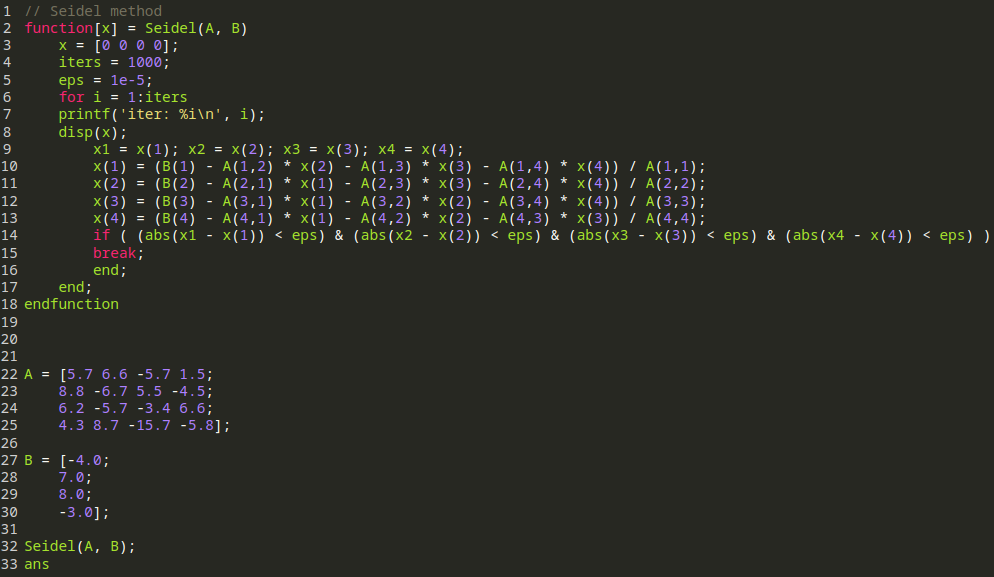 1 // Seidel method
2 function[x] = Seidel(A, B)
3     x = [0 0 0 0];
4     iters = 1000;
5     eps = 1e-5;
6     for i = 1:iters
7     printf('iter: %i\n', i);
8     disp(x);
9         x1 = x(1); x2 = x(2); x3 = x(3); x4 = x(4);
10         x(1) = (B(1) - A(1,2) * x(2) - A(1,3) * x(3) - A(1,4) * x(4)) / A(1,1);
11         x(2) = (B(2) - A(2,1) * x(1) - A(2,3) * x(3) - A(2,4) * x(4)) / A(2,2);
12         x(3) = (B(3) - A(3,1) * x(1) - A(3,2) * x(2) - A(3,4) * x(4)) / A(3,3);
13         x(4) = (B(4) - A(4,1) * x(1) - A(4,2) * x(2) - A(4,3) * x(3)) / A(4,4);
14         if ( (abs(x1 - x(1)) < eps) & (abs(x2 - x(2)) < eps) & (abs(x3 - x(3)) < eps) & (abs(x4 - x(4)) < eps) )
15         break;
16         end;
17     end;
18 endfunction
19
20
21
22 A = [5.7 6.6 -5.7 1.5;
23     8.8 -6.7 5.5 -4.5;
24     6.2 -5.7 -3.4 6.6;
25     4.3 8.7 -15.7 -5.8];
26
27 B = [-4.0;
28     7.0;
29     8.0;
30     -3.0];
31
32 Seidel(A, B);
33 ans